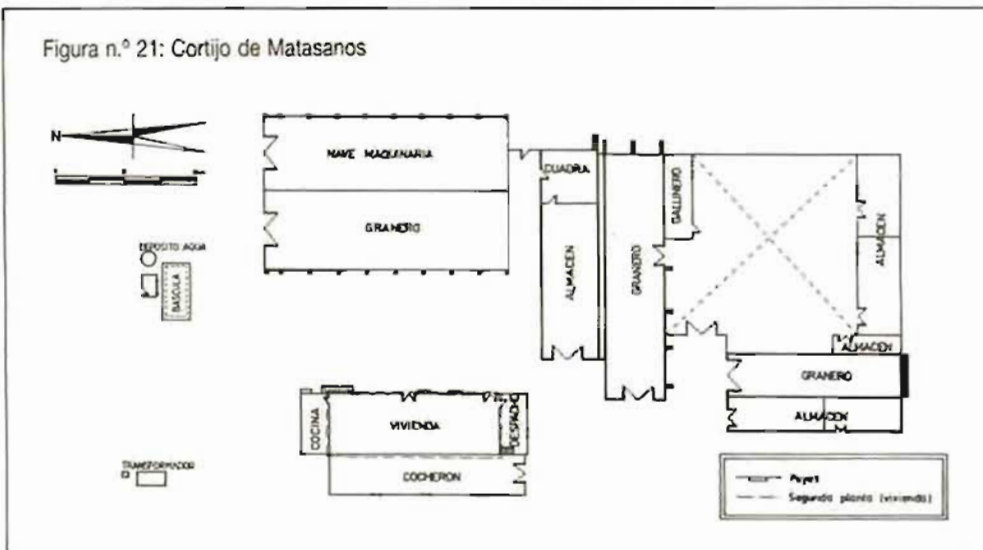 Figura n.º 21: Cortijo de Matasanos
N
NAVE MAQUINARIA
GRANERO
CUADRA
ALMACEN
GRANERO
GALLINERO
ALMACEN
ALMACEN
GRANERO
ALMACEN
DEPOSITO AGUA
BASCULA
COCINA
VIVIENDA
DESPACHO
COCHERON
TRANSFORMADOR
Poyet
Segunda planta (vivienda)